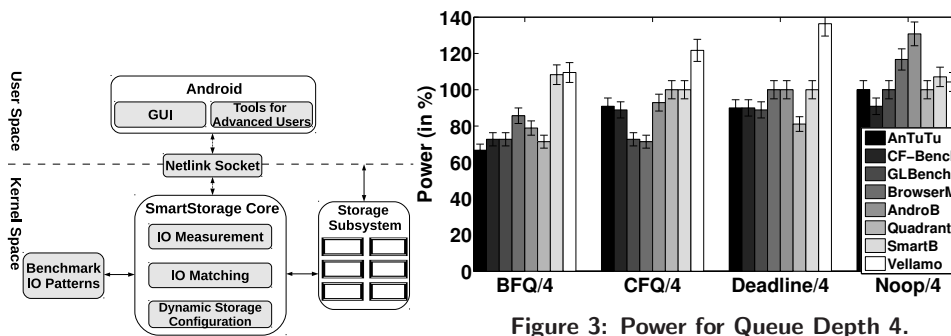 User Space
Kernel Space
Android
GUI
Tools for
Advanced Users
Netlink Socket
SmartStorage Core
IO Measurement
IO Matching
Dynamic Storage
Configuration
Benchmark
IO Patterns
Storage
Subsystem
Power (in %)
140
120
100
80
60
40
20
0
BFQ/4
CFQ/4
Deadline/4
Noop/4
AnTuTu
CF-Bench
GLBench
BrowserM
AndroB
Quadrant
SmartB
Vellamo
Figure 3: Power for Queue Depth 4.